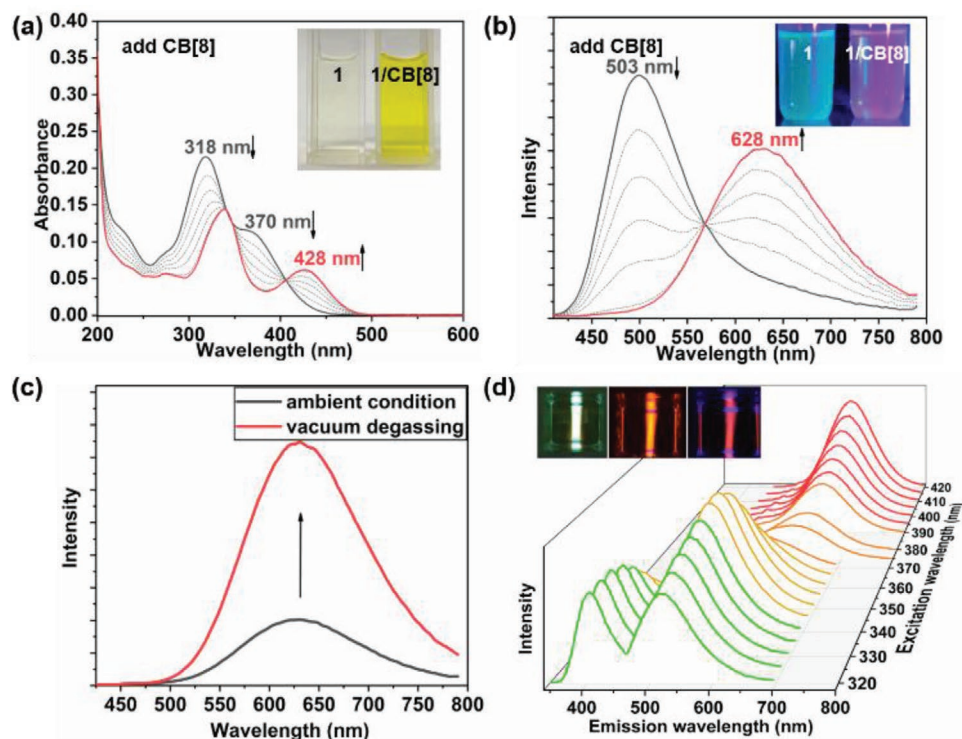 (a)
add CB[8]
1
1/CB[8]
318 nm
370 nm
428 nm
Absorbance
0.40
0.35
0.30
0.25
0.20
0.15
0.10
0.05
0.00
200 300 400 500 600
Wavelength (nm)
(b)
add CB[8]
503 nm
1
1/CB[8]
628 nm
Intensity
450 500 550 600 650 700 750 800
Wavelength (nm)
(c)
ambient condition
vacuum degassing
Intensity
450 500 550 600 650 700 750 800
Wavelength (nm)
(d)
Intensity
400 500 600 700 800
Emission wavelength (nm)
420
410
400
390
380
370
360
350
340
330
320
Excitation wavelength (nm)